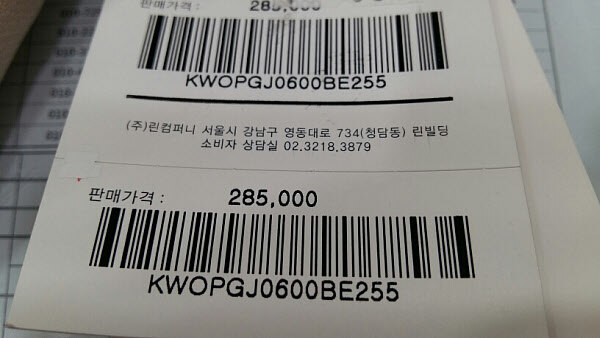 판매가격 : 285,000
KWOPGJ0600BE255
(주)린컴퍼니 서울시 강남구 영동대로 734(청담동) 린빌딩
소비자 상담실 02.3218.3879
판매가격 : 285,000
KWOPGJ0600BE255